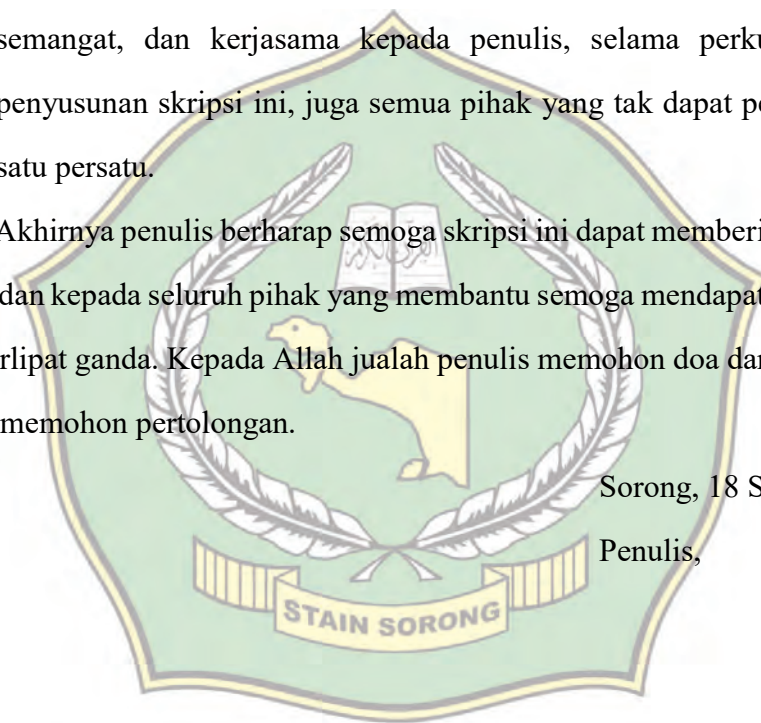 semangat, dan kerjasama kepada penulis, selama perku
penyusunan skripsi ini, juga semua pihak yang tak dapat pe
satu persatu.
Akhirnya penulis berharap semoga skripsi ini dapat memberi
dan kepada seluruh pihak yang membantu semoga mendapat
rlipat ganda. Kepada Allah jualah penulis memohon doa dan
memohon pertolongan.
Sorong, 18 S
Penulis,
القرآن الكريم
STAIN SORONG